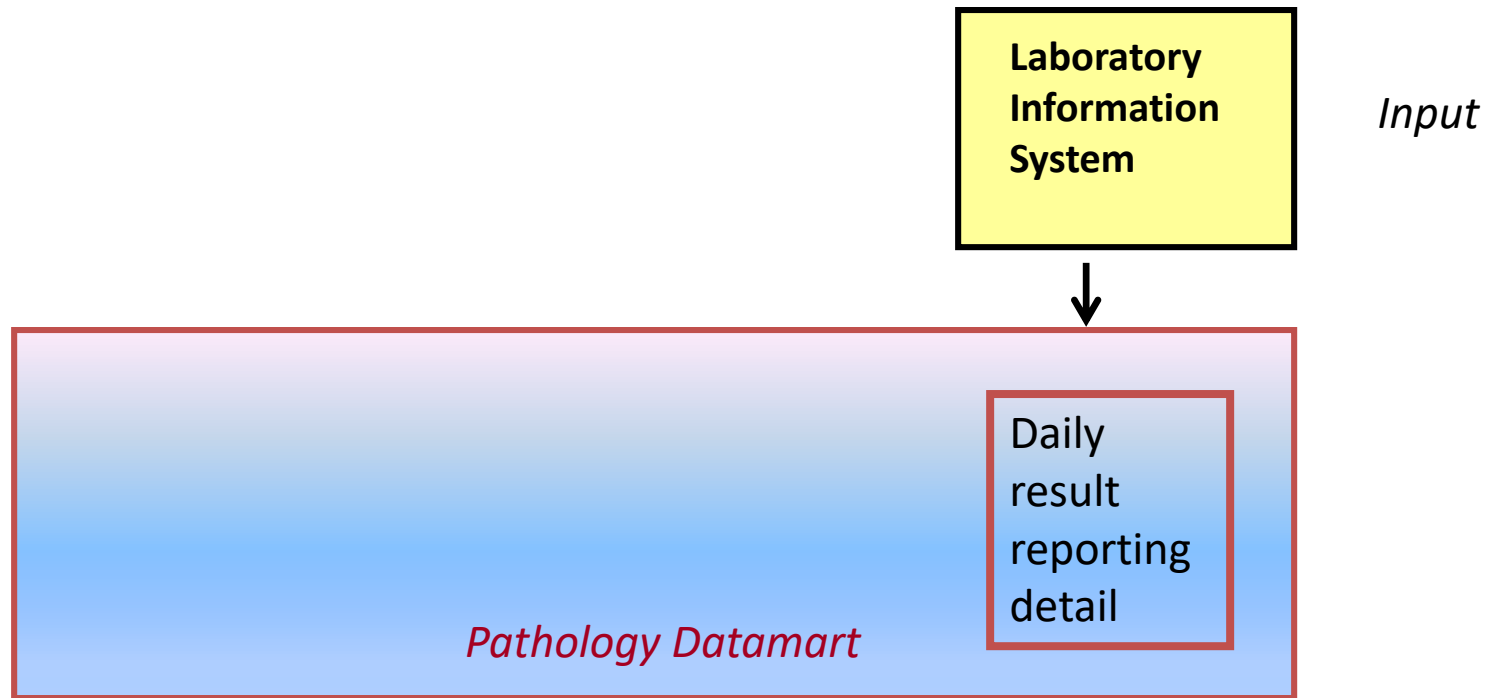 Laboratory
Information
System
Input
Daily
result
reporting
detail
Pathology Datamart